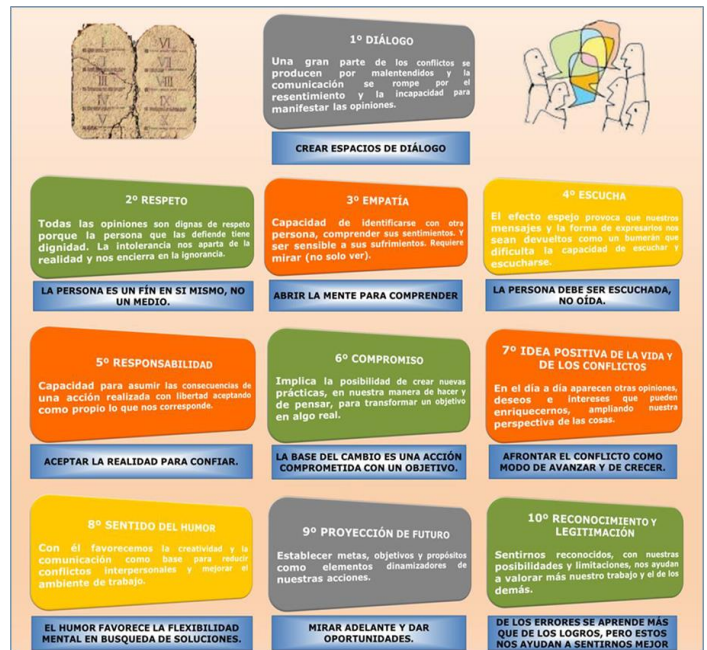 I
VI
II
VII
III
VIII
IV
IX
V
1º DIÁLOGO
Una gran parte de los conflictos se
producen por malentendidos y la
comunicación se rompe por el
resentimiento y la incapacidad para
manifestar las opiniones.
CREAR ESPACIOS DE DIÁLOGO
2º RESPETO
Todas las opiniones son dignas de respeto
porque la persona que las defiende tiene
dignidad. La intolerancia nos aparta de la
realidad y nos encierra en la ignorancia.
LA PERSONA ES UN FÍN EN SI MISMO, NO
UN MEDIO.
3º EMPATÍA
Capacidad de identificarse con otra
persona, comprender sus sentimientos. Y
ser sensible a sus sufrimientos. Requiere
mirar (no solo ver).
ABRIR LA MENTE PARA COMPRENDER
4º ESCUCHA
El efecto espejo provoca que nuestros
mensajes y la forma de expresarlos nos
sean devueltos como un bumerán que
dificulta la capacidad de escuchar y
escucharse.
LA PERSONA DEBE SER ESCUCHADA,
NO OÍDA.
5º RESPONSABILIDAD
Capacidad para asumir las consecuencias de
una acción realizada con libertad aceptando
como propio lo que nos corresponde.
ACEPTAR LA REALIDAD PARA CONFIAR.
6º COMPROMISO
Implica la posibilidad de crear nuevas
prácticas, en nuestra manera de hacer y
de pensar, para transformar un objetivo
en algo real.
LA BASE DEL CAMBIO ES UNA ACCIÓN
COMPROMETIDA CON UN OBJETIVO.
7º IDEA POSITIVA DE LA VIDA Y
DE LOS CONFLICTOS
En el día a día aparecen otras opiniones,
deseos e intereses que pueden
enriquecernos, ampliando nuestra
perspectiva de las cosas.
AFRONTAR EL CONFLICTO COMO
MODO DE AVANZAR Y DE CRECER.
8º SENTIDO DEL HUMOR
Con él favorecemos la creatividad y la
comunicación como base para reducir
conflictos interpersonales y mejorar el
ambiente de trabajo.
EL HUMOR FAVORECE LA FLEXIBILIDAD
MENTAL EN BUSQUEDA DE SOLUCIONES.
9º PROYECCIÓN DE FUTURO
Establecer metas, objetivos y propósitos
como elementos dinamizadores de
nuestras acciones.
MIRAR ADELANTE Y DAR
OPORTUNIDADES.
10º RECONOCIMIENTO Y
LEGITIMACIÓN
Sentirnos reconocidos, con nuestras
posibilidades y limitaciones, nos ayudan
a valorar más nuestro trabajo y el de los
demás.
DE LOS ERRORES SE APRENDE MÁS
QUE DE LOS LOGROS, PERO ESTOS
NOS AYUDAN A SENTIRNOS MEJOR